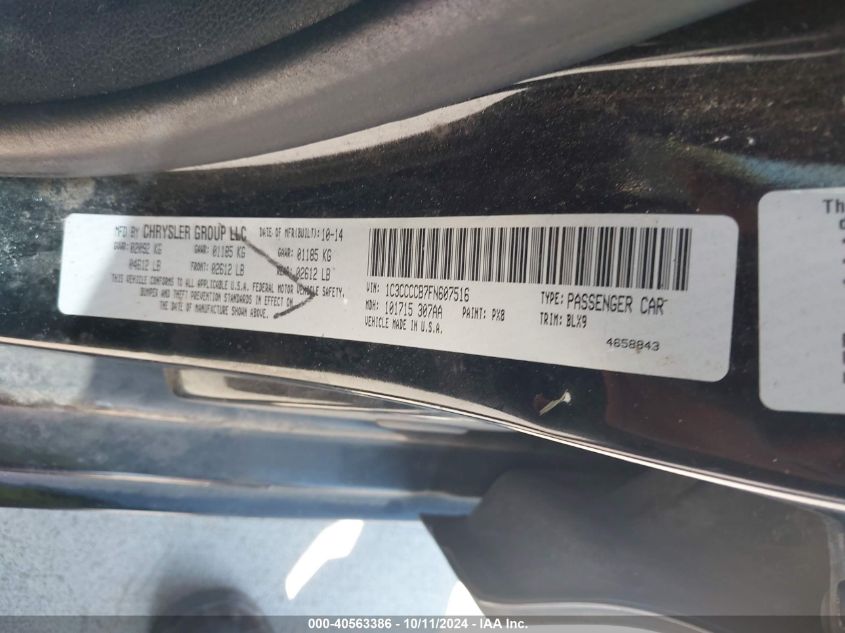 MFD BY CHRYSLER GROUP LLC DATE OF MFR(BUILT): 10-14
GVWR: 02092 KG GAWR: 01185 KG GAWR: 01185 KG
04612 LB FRONT: 02612 LB REAR: 02612 LB
THIS VEHICLE CONFORMS TO ALL APPLICABLE U.S.A. FEDERAL MOTOR VEHICLE SAFETY,
BUMPER AND THEFT PREVENTION STANDARDS IN EFFECT ON
THE DATE OF MANUFACTURE SHOWN ABOVE.
VIN: 1C3CCCCB7FN607516 TYPE: PASSENGER CAR
MDH: 101715 307AA PAINT: PX8 TRIM: BLX9
VEHICLE MADE IN U.S.A.
4658843
Th
000-40563386 - 10/11/2024 - IAA Inc.